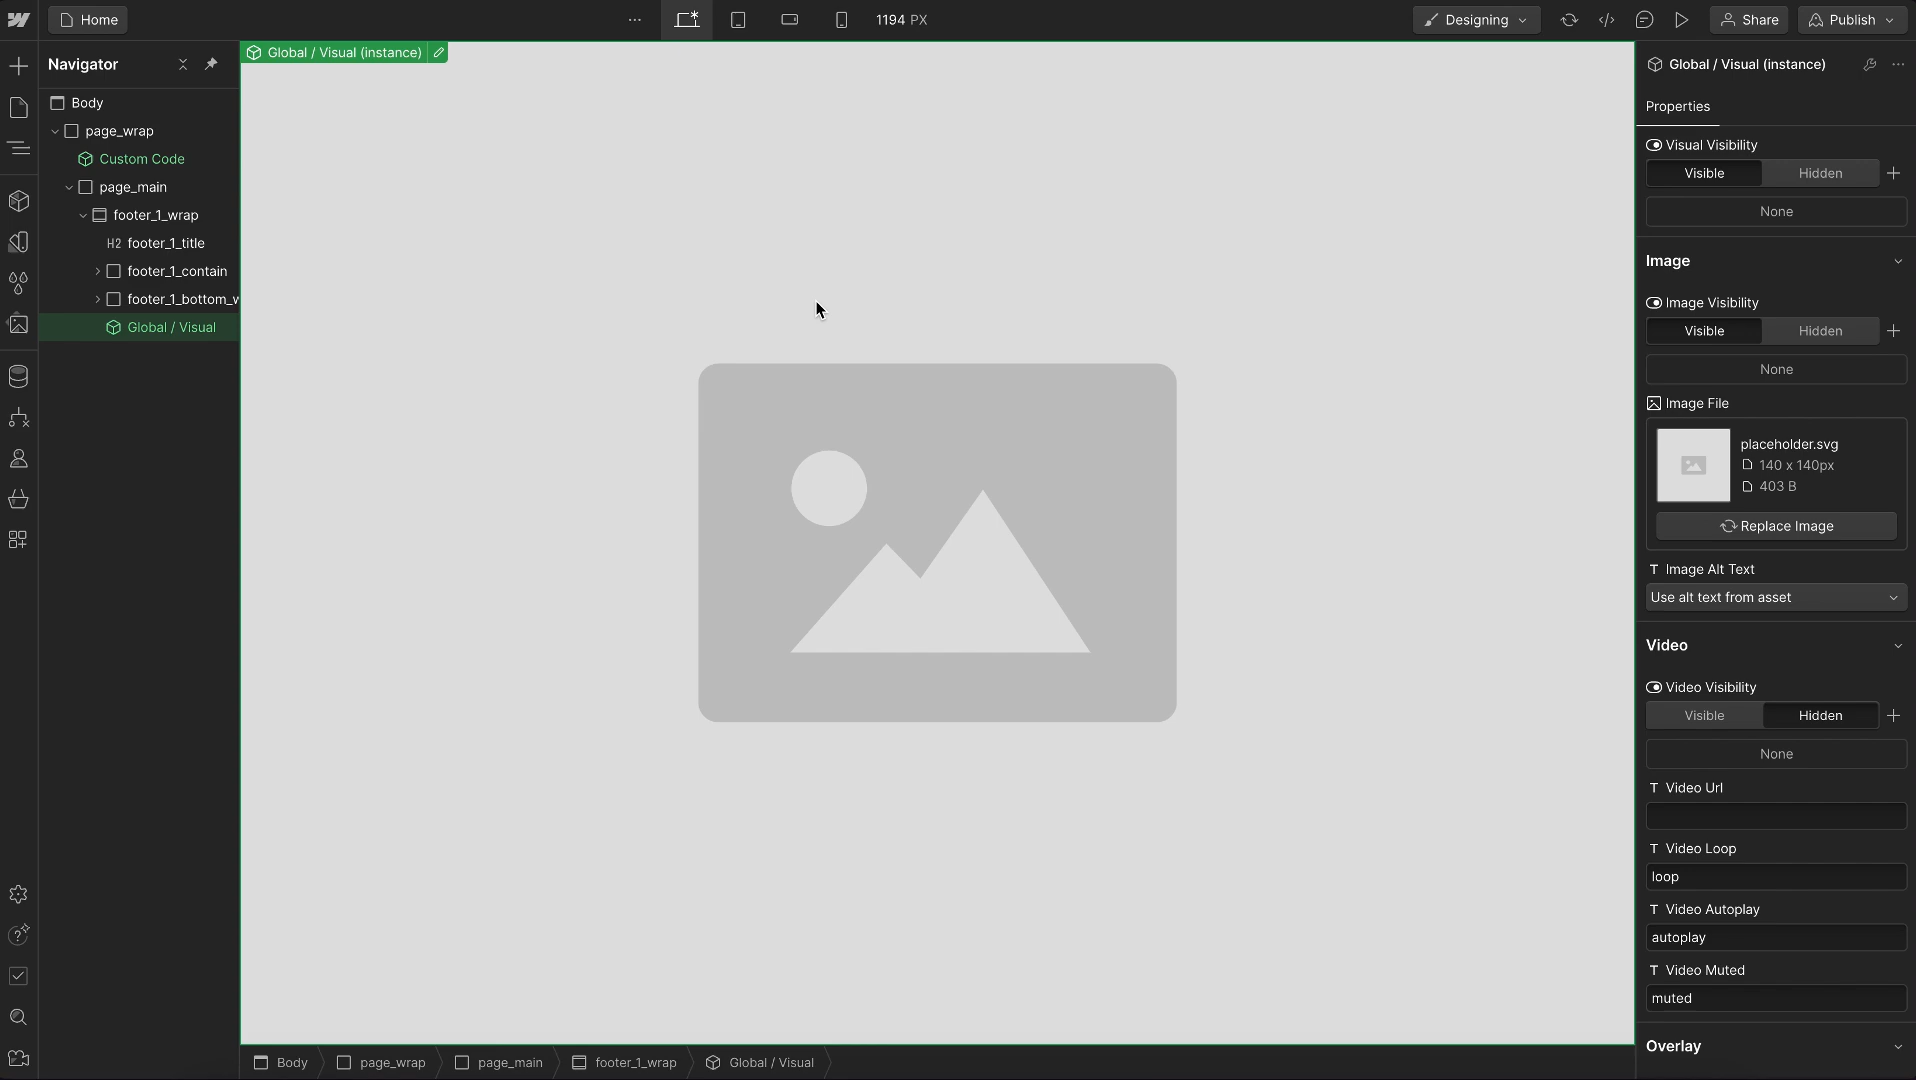 Home
1194 PX
Designing
Share
Publish
Navigator
Body
page_wrap
Custom Code
page_main
footer_1_wrap
H2 footer_1_title
footer_1_contain
footer_1_bottom_w
Global / Visual
Global / Visual (instance)
Body
page_wrap
page_main
footer_1_wrap
Global / Visual
Global / Visual (instance)
Properties
Visual Visibility
Visible Hidden
None
Image
Image Visibility
Visible Hidden
None
Image File
placeholder.svg
140 x 140px
403 B
Replace Image
T Image Alt Text
Use alt text from asset
Video
Video Visibility
Visible Hidden
None
T Video Url
T Video Loop
loop
T Video Autoplay
autoplay
T Video Muted
muted
Overlay